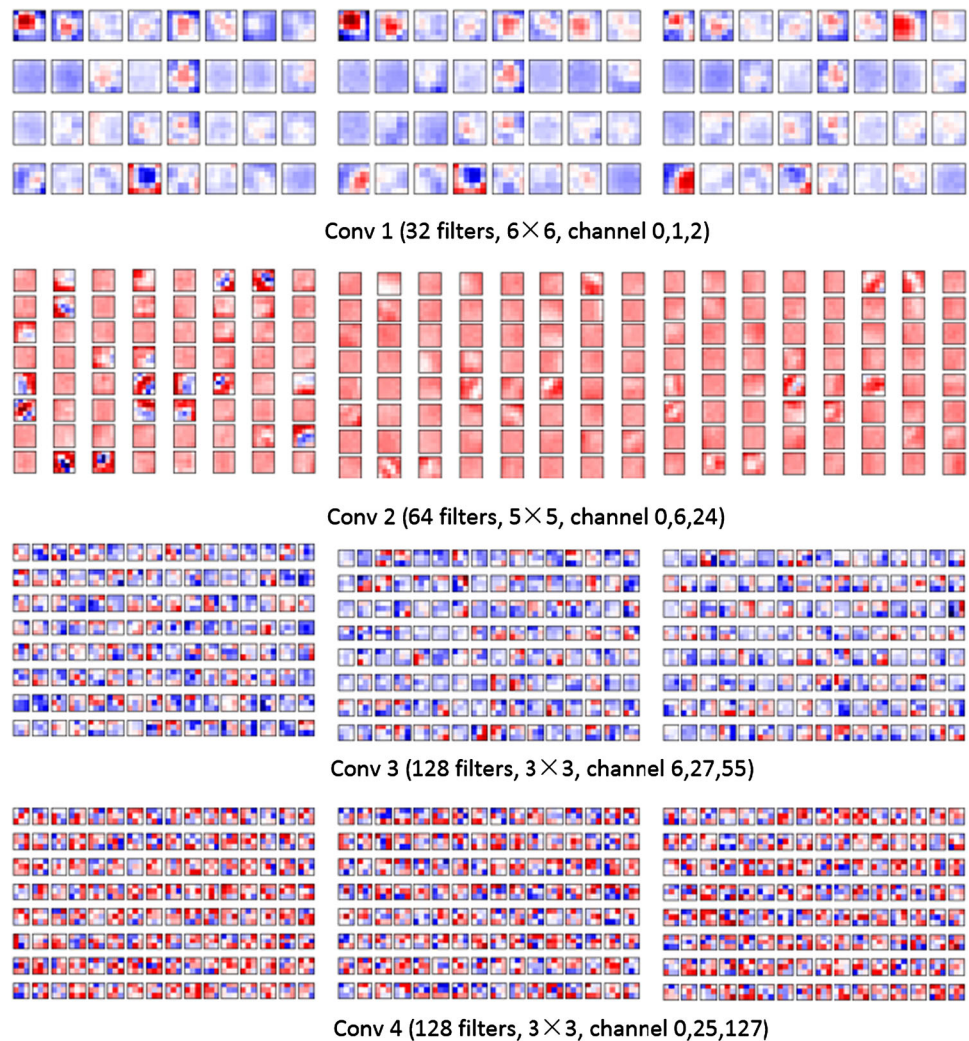 Conv 1 (32 filters, 6×6, channel 0,1,2)
Conv 2 (64 filters, 5×5, channel 0,6,24)
Conv 3 (128 filters, 3×3, channel 6,27,55)
Conv 4 (128 filters, 3×3, channel 0,25,127)